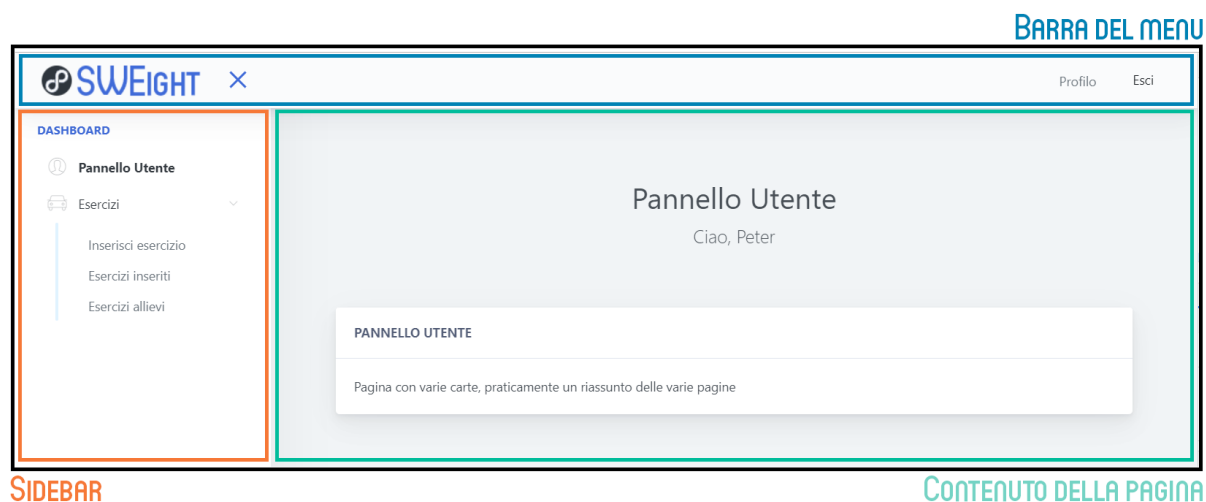 Barra del menu
SWEight
Profilo Esci
DASHBOARD
Pannello Utente
Esercizi
Inserisci esercizio
Esercizi inseriti
Esercizi allievi
Pannello Utente
Ciao, Peter
PANNELLO UTENTE
Pagina con varie carte, praticamente un riassunto delle varie pagine
Sidebar
Contenuto della pagina